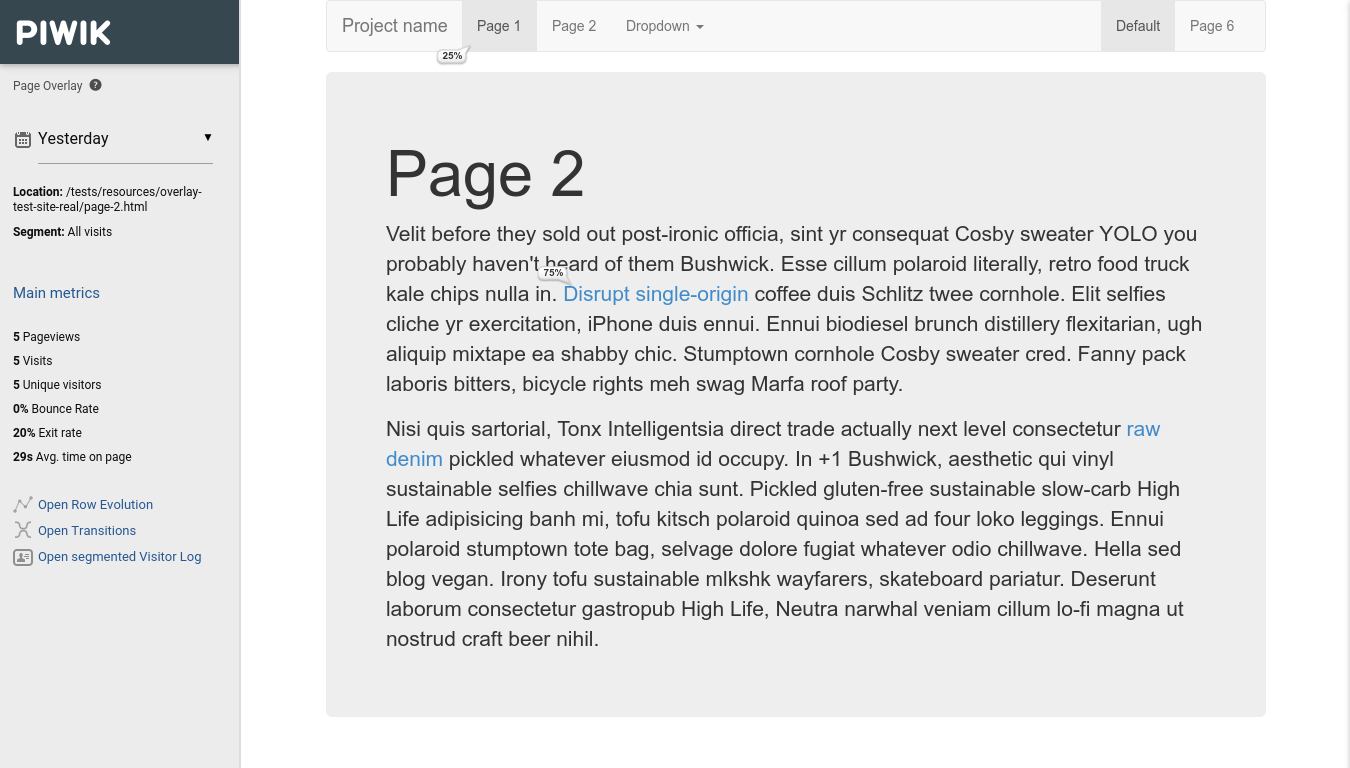 PIWIK
Page Overlay ?
Yesterday
Location: /tests/resources/overlay-
test-site-real/page-2.html
Segment: All visits
Main metrics
5 Pageviews
5 Visits
5 Unique visitors
0% Bounce Rate
20% Exit rate
29s Avg. time on page
Open Row Evolution
Open Transitions
Open segmented Visitor Log
Project name Page 1 Page 2 Dropdown Default Page 6
25%
Page 2
Velit before they sold out post-ironic officia, sint yr consequat Cosby sweater YOLO you
probably haven't heard of them Bushwick. Esse cillum polaroid literally, retro food truck
75%
kale chips nulla in. Disrupt single-origin coffee duis Schlitz twee cornhole. Elit selfies
cliche yr exercitation, iPhone duis ennui. Ennui biodiesel brunch distillery flexitarian, ugh
aliquip mixtape ea shabby chic. Stumptown cornhole Cosby sweater cred. Fanny pack
laboris bitters, bicycle rights meh swag Marfa roof party.
Nisi quis sartorial, Tonx Intelligentsia direct trade actually next level consectetur raw
denim pickled whatever eiusmod id occupy. In +1 Bushwick, aesthetic qui vinyl
sustainable selfies chillwave chia sunt. Pickled gluten-free sustainable slow-carb High
Life adipisicing banh mi, tofu kitsch polaroid quinoa sed ad four loko leggings. Ennui
polaroid stumptown tote bag, selvage dolore fugiat whatever odio chillwave. Hella sed
blog vegan. Irony tofu sustainable mlkshk wayfarers, skateboard pariatur. Deserunt
laborum consectetur gastropub High Life, Neutra narwhal veniam cillum lo-fi magna ut
nostrud craft beer nihil.